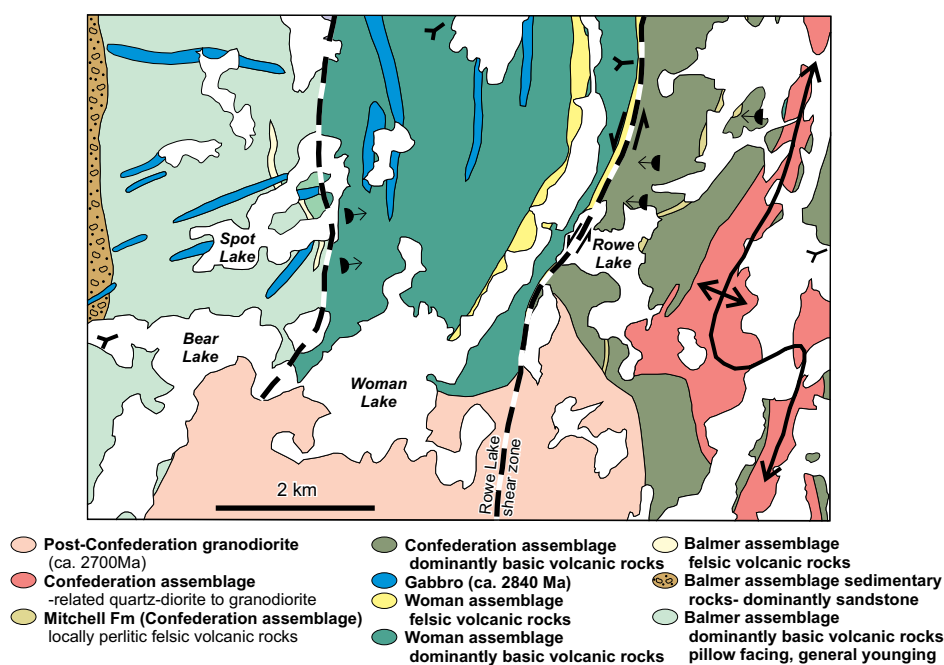 Spot
Lake
Rowe
Lake
Bear
Lake
Woman
Lake
Rowe Lake
shear zone
2 km
Post-Confederation granodiorite
(ca. 2700Ma)
Confederation assemblage
-related quartz-diorite to granodiorite
Mitchell Fm (Confederation assemblage)
locally perlitic felsic volcanic rocks
Confederation assemblage
dominantly basic volcanic rocks
Gabbro (ca. 2840 Ma)
Woman assemblage
felsic volcanic rocks
Woman assemblage
dominantly basic volcanic rocks
Balmer assemblage
felsic volcanic rocks
Balmer assemblage sedimentary
rocks- dominantly sandstone
Balmer assemblage
dominantly basic volcanic rocks
pillow facing, general younging